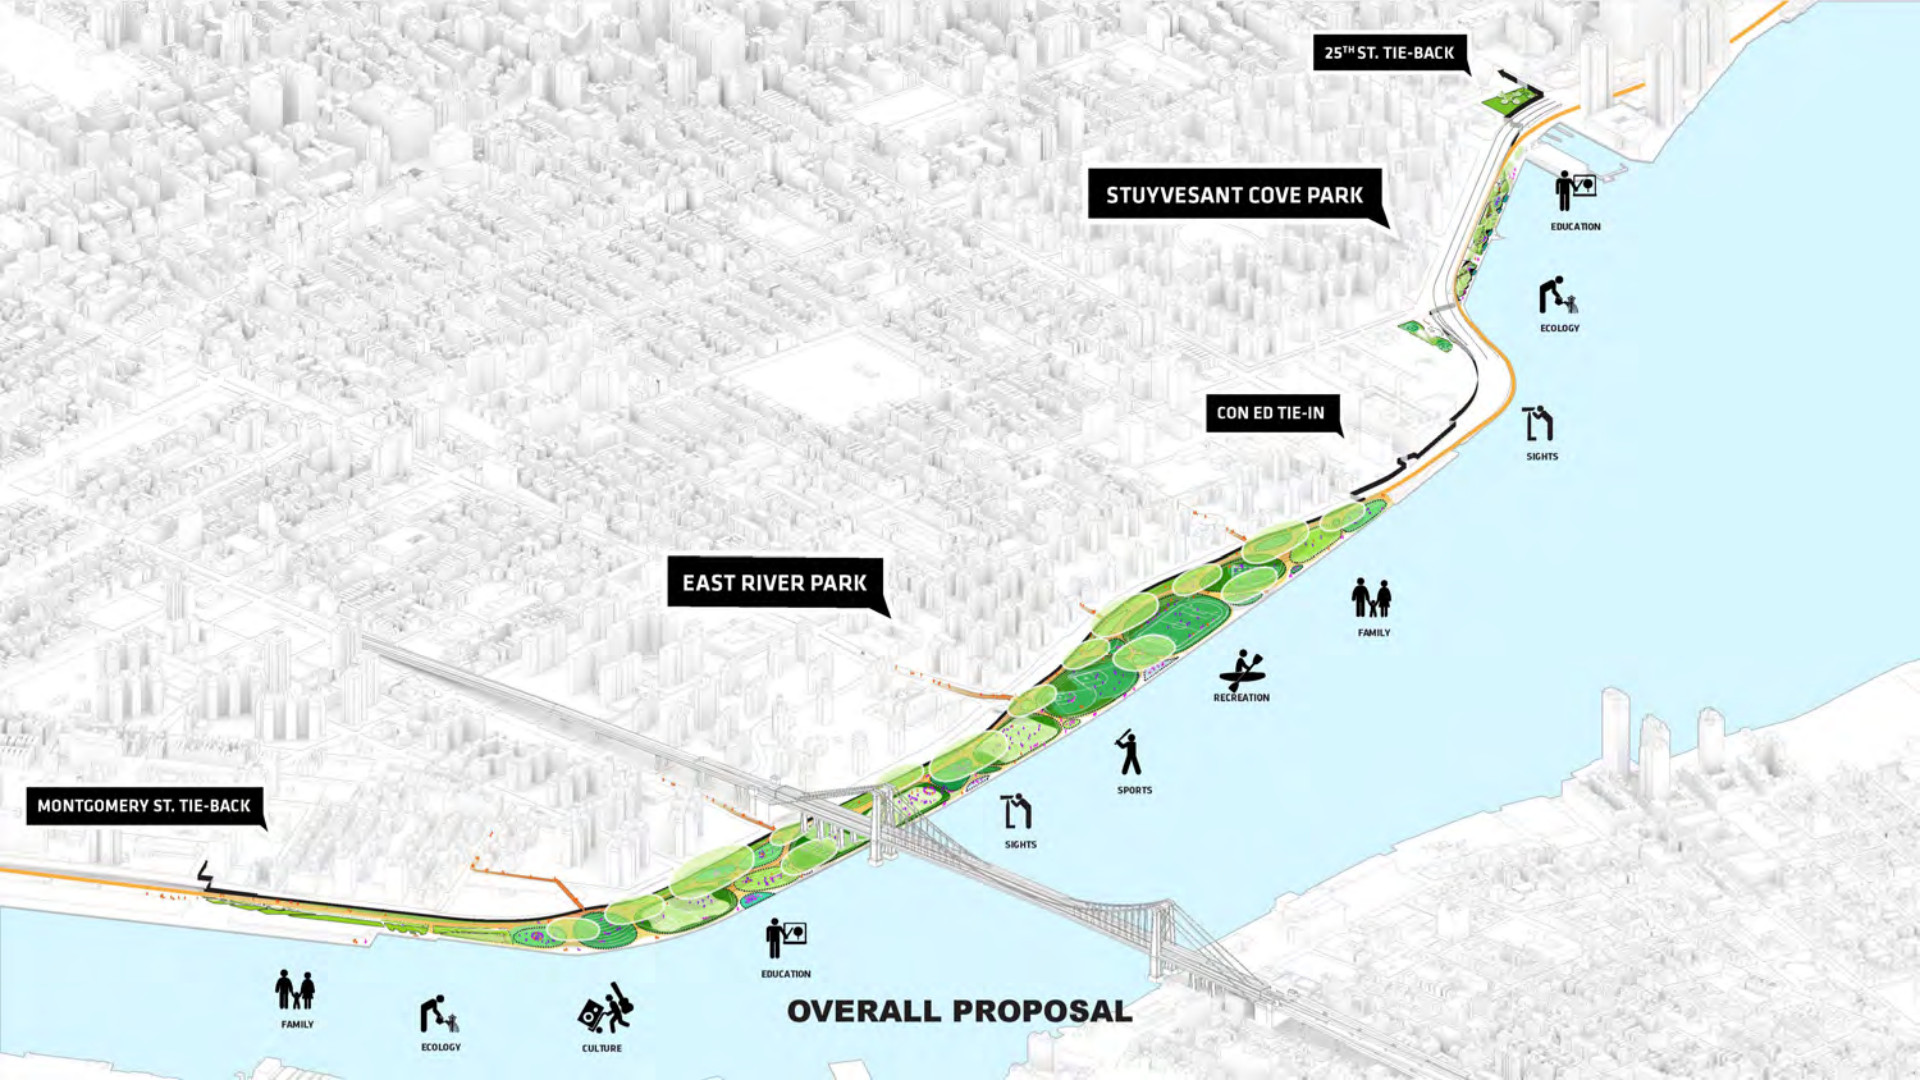 25TH ST. TIE-BACK
STUYVESANT COVE PARK
EDUCATION
ECOLOGY
CON ED TIE-IN
SIGHTS
EAST RIVER PARK
FAMILY
RECREATION
SPORTS
MONTGOMERY ST. TIE-BACK
SIGHTS
EDUCATION
OVERALL PROPOSAL
FAMILY
ECOLOGY
CULTURE